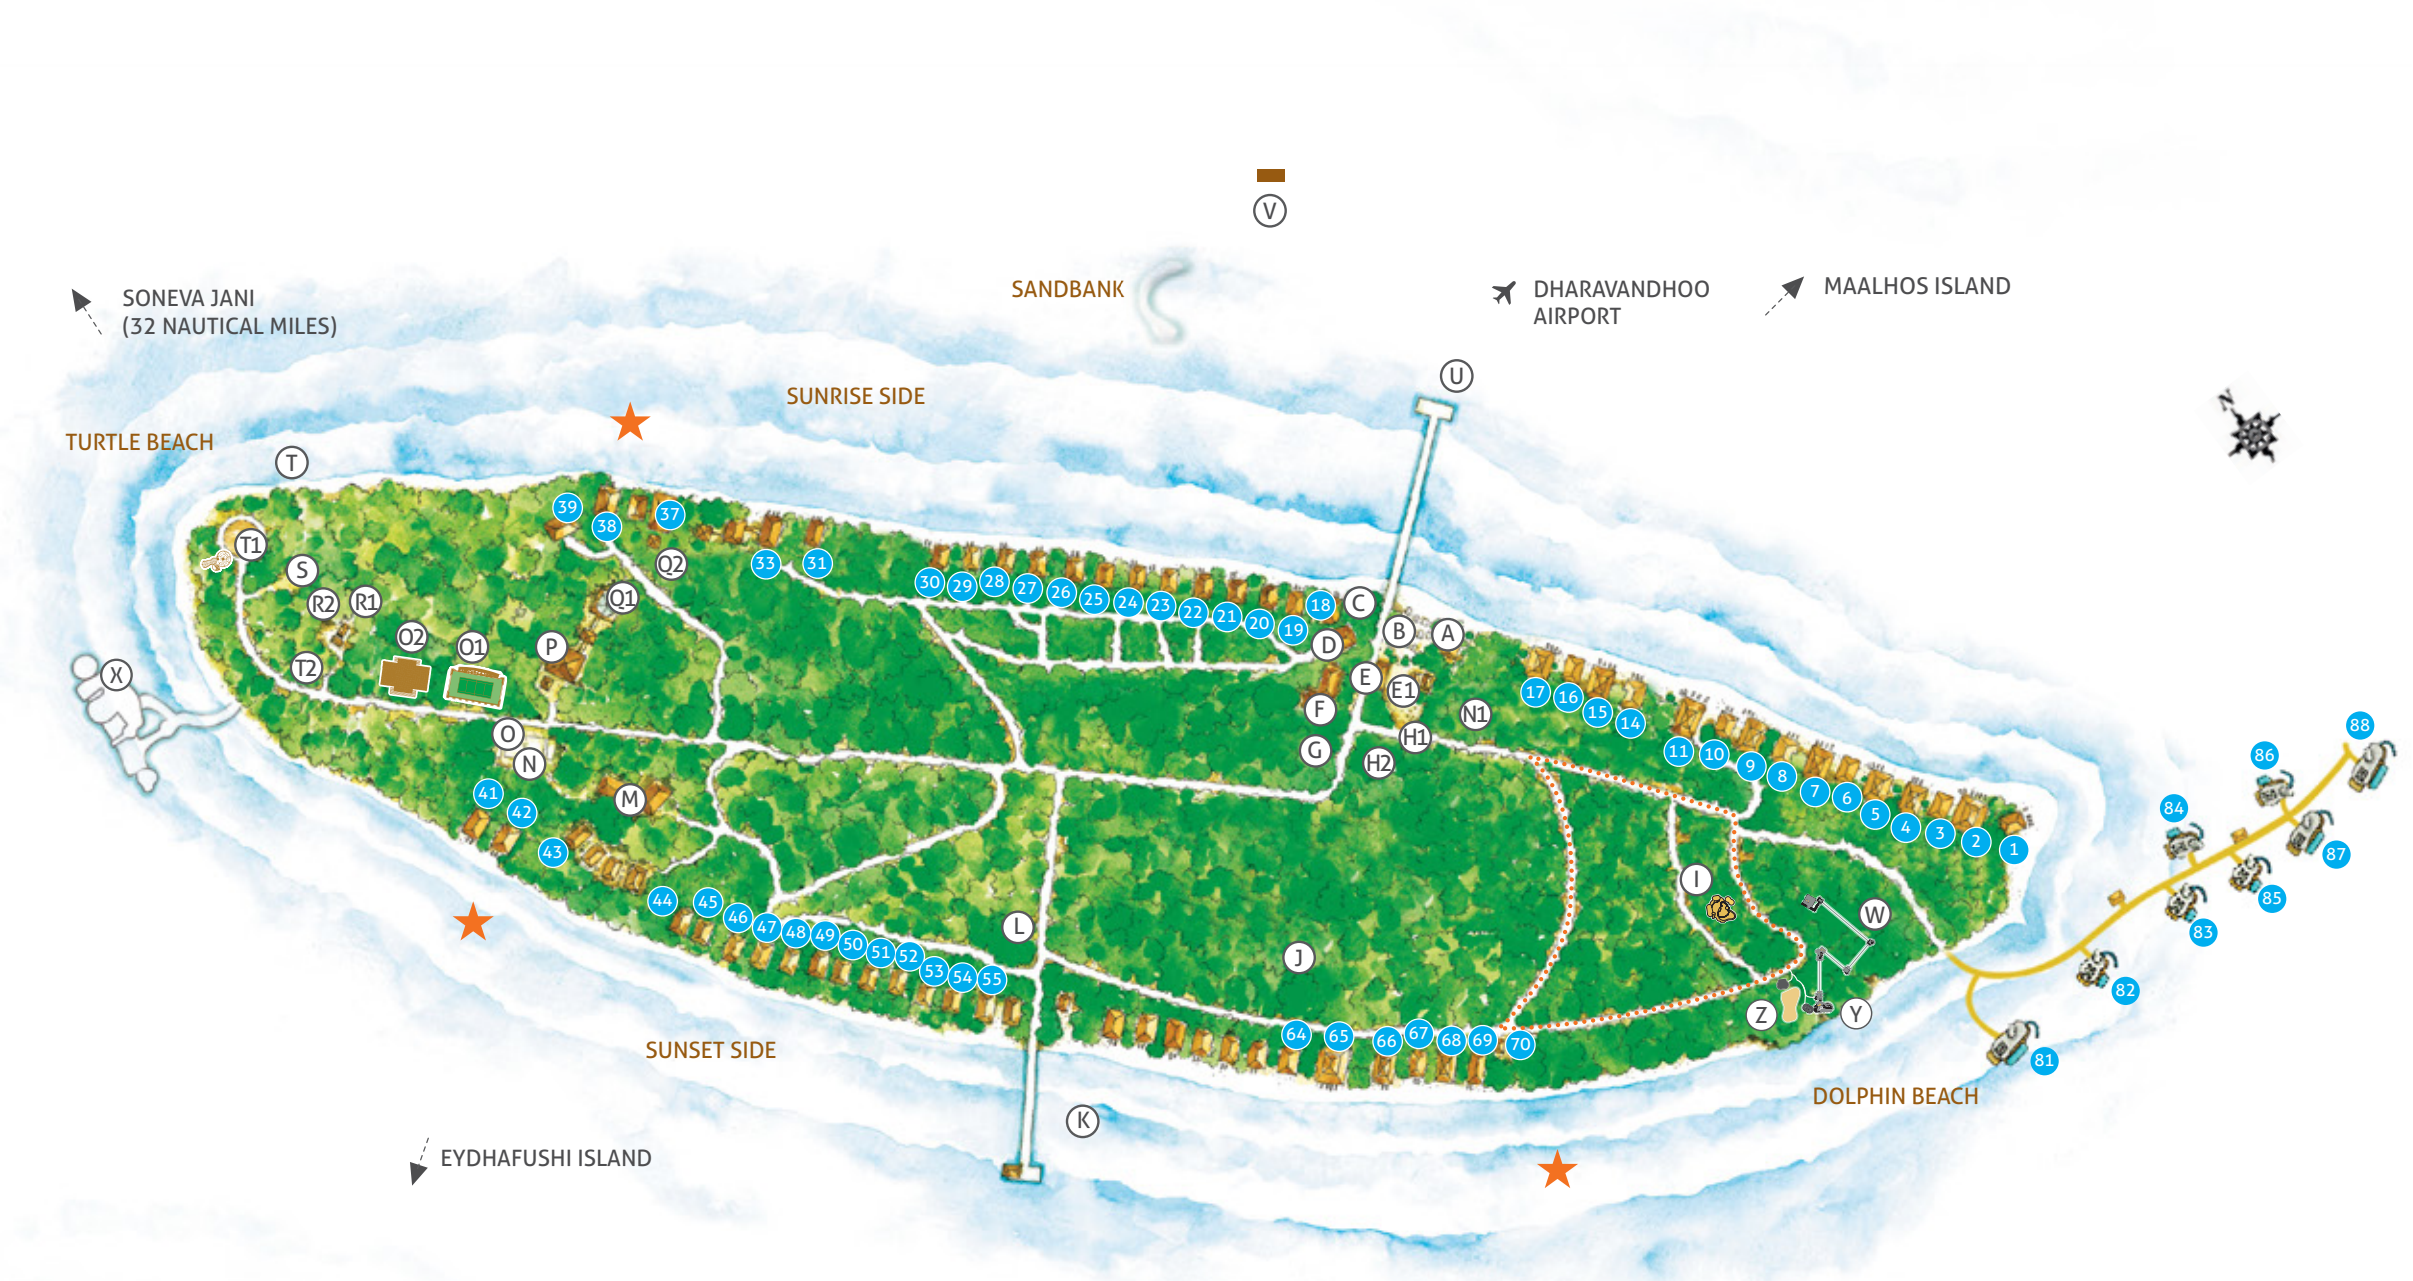 V
SONEVA JANI
(32 NAUTICAL MILES)
SANDBANK
DHARAVANDHOO
AIRPORT
MAALHOS ISLAND
U
SUNRISE SIDE
N
TURTLE BEACH
T
39
38
37
T1
S
Q2
33
31
R2
R1
Q1
30
29
28
27
26
25
24
23
22
21
20
19
18
C
B
A
D
O2
O1
P
T2
X
E
E1
F
N1
17
16
15
14
G
H1
H2
11
10
9
8
7
6
5
4
3
2
1
O
N
M
41
42
43
44
45
46
47
48
49
50
51
52
53
54
55
L
J
I
W
Z
Y
88
86
84
87
85
83
82
81
64
65
66
67
68
69
70
SUNSET SIDE
K
DOLPHIN BEACH
EYDHAFUSHI ISLAND